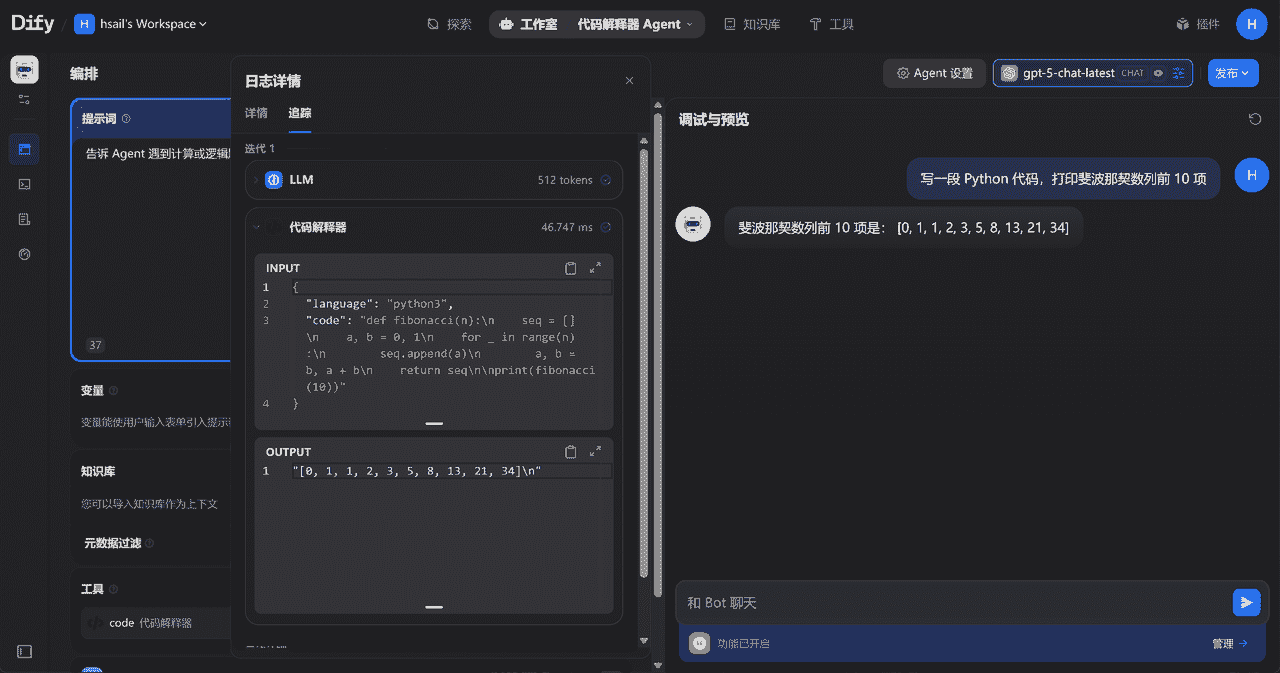 Dify / H hsail's Workspace
探索
工作室 代码解释器 Agent
知识库
工具
插件
H
编排
Agent 设置
gpt-5-chat-latest CHAT
发布
提示词
告诉 Agent 遇到计算或逻辑
37
变量
变量能使用户输入表单引入提示
知识库
您可以导入知识库作为上下文
元数据过滤
工具
code 代码解释器
日志详情
详情 追踪
迭代 1
LLM 512 tokens
代码解释器 46.747 ms
INPUT
1 {
2 "language": "python3",
3 "code": "def fibonacci(n):\n    seq = []
\n    a, b = 0, 1\n    for _ in range(n)
:\n        seq.append(a)\n        a, b =
b, a + b\n    return seq\n\nprint(fibonacci
(10))"
4 }
OUTPUT
1 "[0, 1, 1, 2, 3, 5, 8, 13, 21, 34]\n"
调试与预览
写一段 Python 代码，打印斐波那契数列前 10 项
H
斐波那契数列前 10 项是： [0, 1, 1, 2, 3, 5, 8, 13, 21, 34]
和 Bot 聊天
功能已开启
管理 →